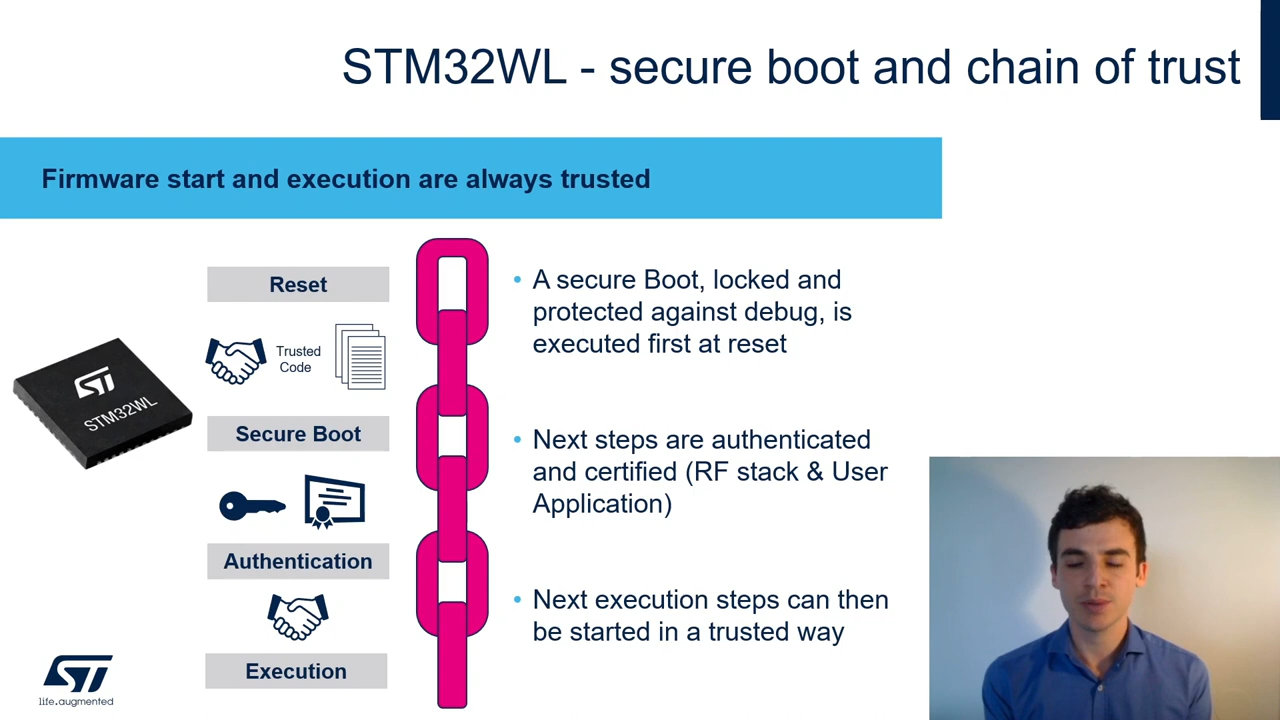 STM32WL - secure boot and chain of trust
Firmware start and execution are always trusted
Reset
Trusted
Code
Secure Boot
Authentication
Execution
ST
STM32WL
• A secure Boot, locked and
protected against debug, is
executed first at reset
• Next steps are authenticated
and certified (RF stack & User
Application)
• Next execution steps can then
be started in a trusted way
ST
life.augmented